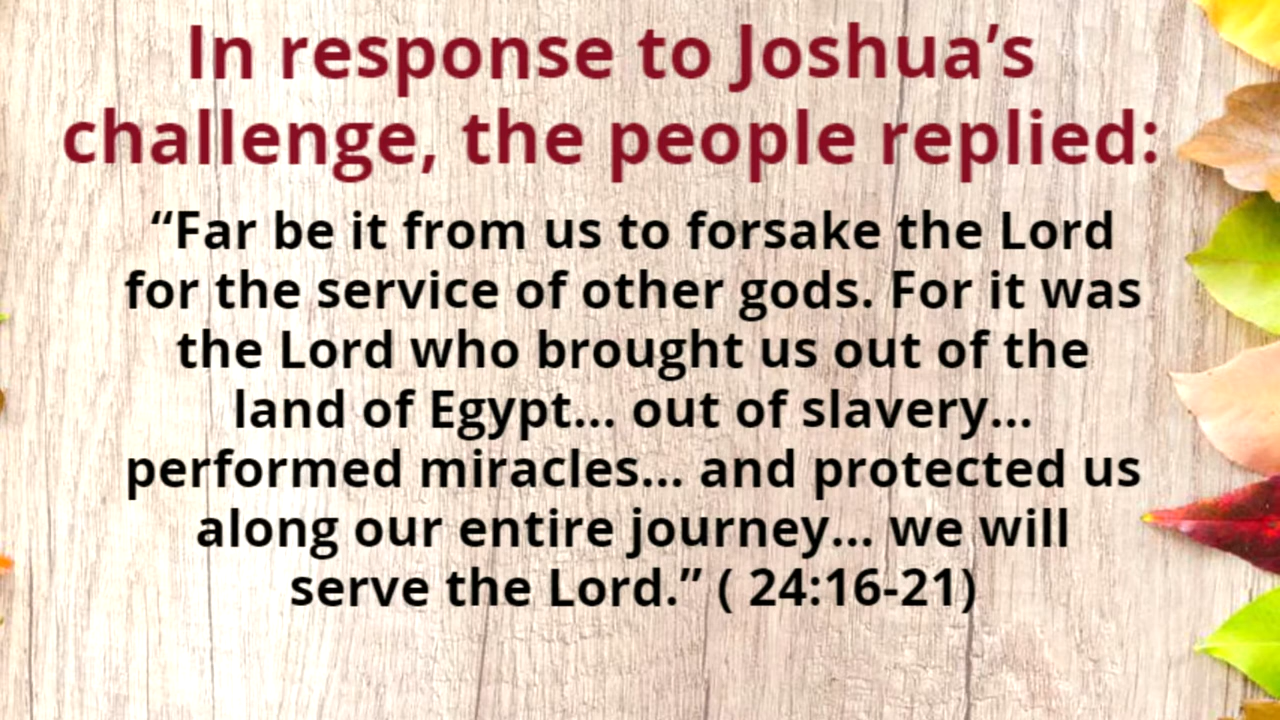 In response to Joshua’s
challenge, the people replied:
“Far be it from us to forsake the Lord
for the service of other gods. For it was
the Lord who brought us out of the
land of Egypt... out of slavery...
performed miracles... and protected us
along our entire journey... we will
serve the Lord.” ( 24:16-21)